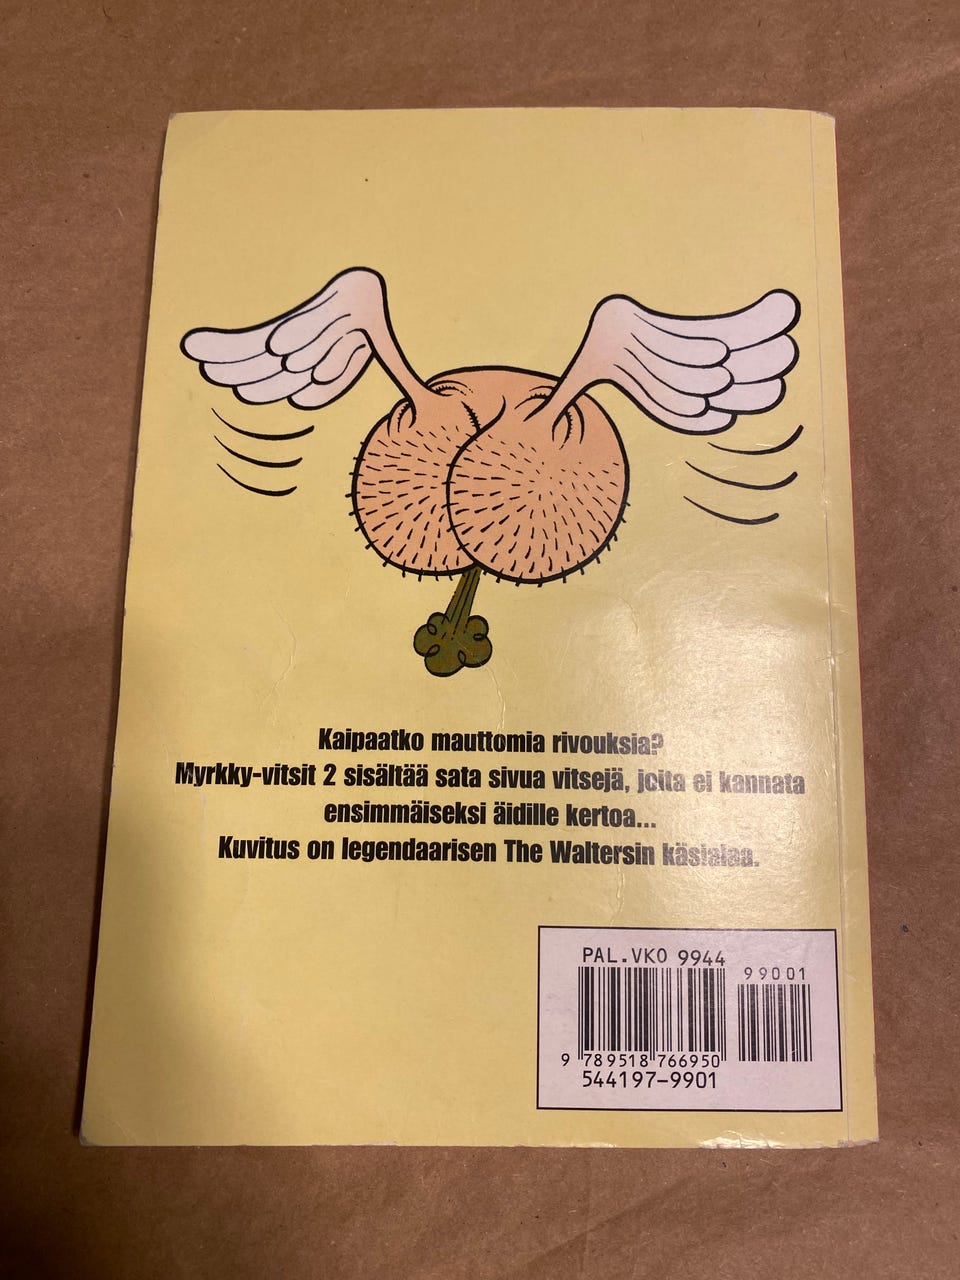 Kaipaatko mauttomia rivouksia?
Myrkky-vitsit 2 sisältää sata sivua vitsejä, joita ei kannata
ensimmäiseksi äidille kertoa...
Kuvitus on legendaarisen The Waltersin käsialaa.
PAL.VKO 9944
99001
9 789518 766950
544197-9901